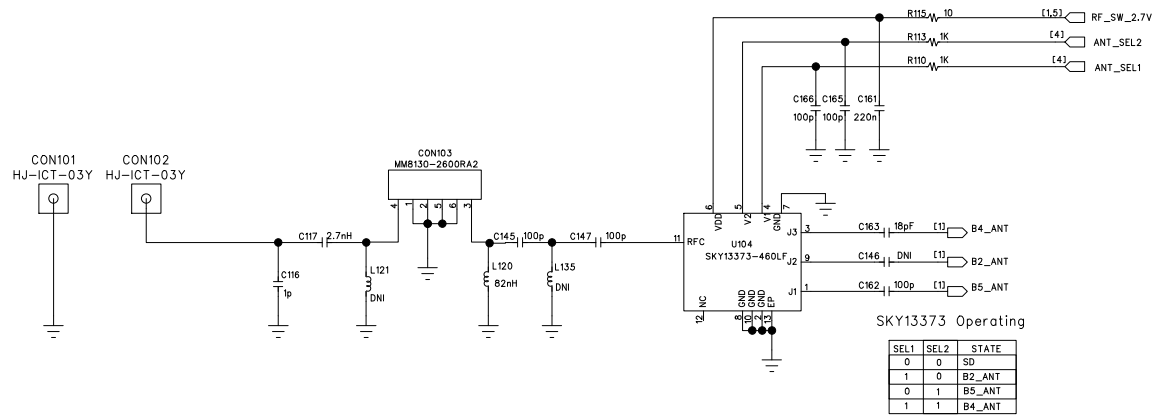 R115 10 [1,5] RF_SW_2.7V
R113 1K [4] ANT_SEL2
R110 1K [4] ANT_SEL1
C166 C165 C161
100p 100p 220n
CON101
HJ-ICT-03Y
CON102
HJ-ICT-03Y
CON103
MM8130-2600RA2
4 1 2 5 6 3
C117 2.7nH
C145 100p
C147 100p
L121
DNI
C116
1p
L120
82nH
L135
DNI
6 5 4 7
VDD V2 V1 GND
11 RFC
U104
SKY13373-460LF
J3 3 C163 18pF [1] B4_ANT
J2 9 C146 DNI [1] B2_ANT
J1 1 C162 100p [1] B5_ANT
NC GND GND GND EP
12 8 10 2 13
SKY13373 Operating
SEL1 SEL2 STATE
0 0 SD
1 0 B2_ANT
0 1 B5_ANT
1 1 B4_ANT